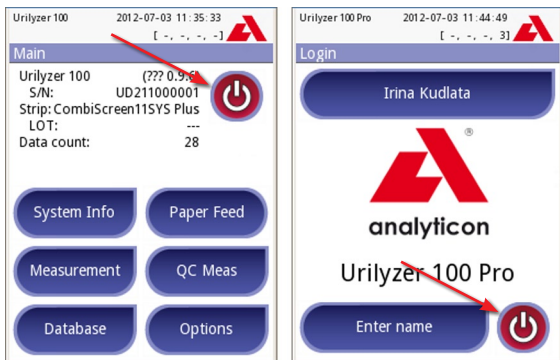 Urilyzer 100 2012-07-03 11:35:33
[ -, -, -, -]
Main
Urilyzer 100 (??? 0.9.6)
S/N: UD211000001
Strip: CombiScreen11SYS Plus
LOT: ---
Data count: 28
System Info Paper Feed
Measurement QC Meas
Database Options
Urilyzer 100 Pro 2012-07-03 11:44:49
[ -, -, -, 3]
Login
Irina Kudlata
®
analyticon
Urilyzer 100 Pro
Enter name